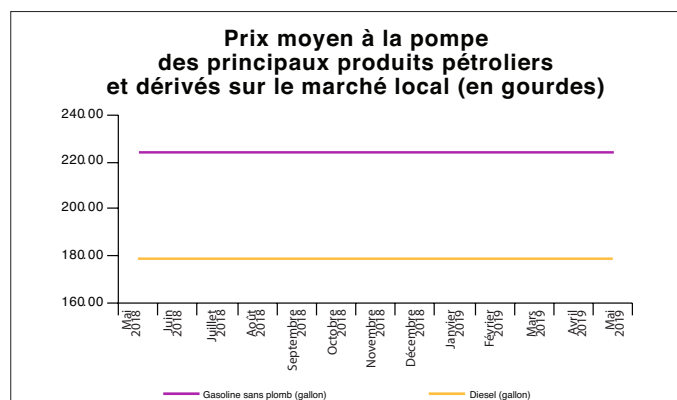 Prix moyen à la pompe
des principaux produits pétroliers
et dérivés sur le marché local (en gourdes)
240.00
220.00
200.00
180.00
160.00
Mai 2018
Juin 2018
Juillet 2018
Août 2018
Septembre 2018
Octobre 2018
Novembre 2018
Décembre 2018
Janvier 2019
Février 2019
Mars 2019
Avril 2019
Mai 2019
Gasoline sans plomb (gallon)
Diesel (gallon)